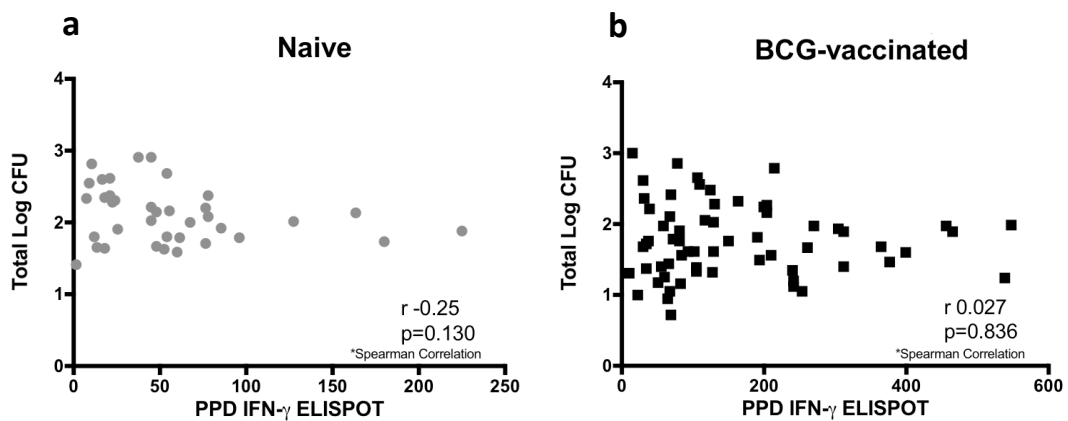 a
Naive
4
3
2
1
0
Total Log CFU
0 50 100 150 200 250
PPD IFN-γ ELISPOT
r -0.25
p=0.130
*Spearman Correlation
b
BCG-vaccinated
4
3
2
1
0
Total Log CFU
0 200 400 600
PPD IFN-γ ELISPOT
r 0.027
p=0.836
*Spearman Correlation